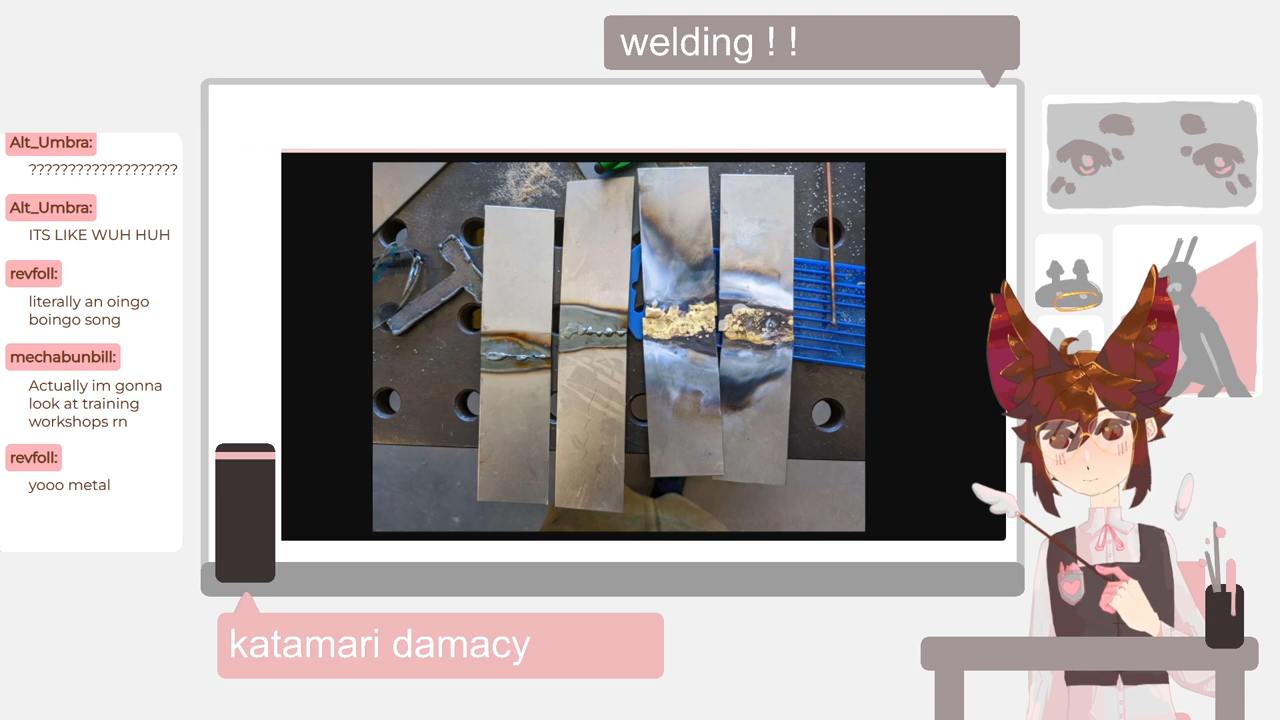 welding ! !
Alt_Umbra:
???????????????????
Alt_Umbra:
ITS LIKE WUH HUH
revfoll:
literally an oingo
boingo song
mechabunbill:
Actually im gonna
look at training
workshops rn
revfoll:
yooo metal
katamari damacy